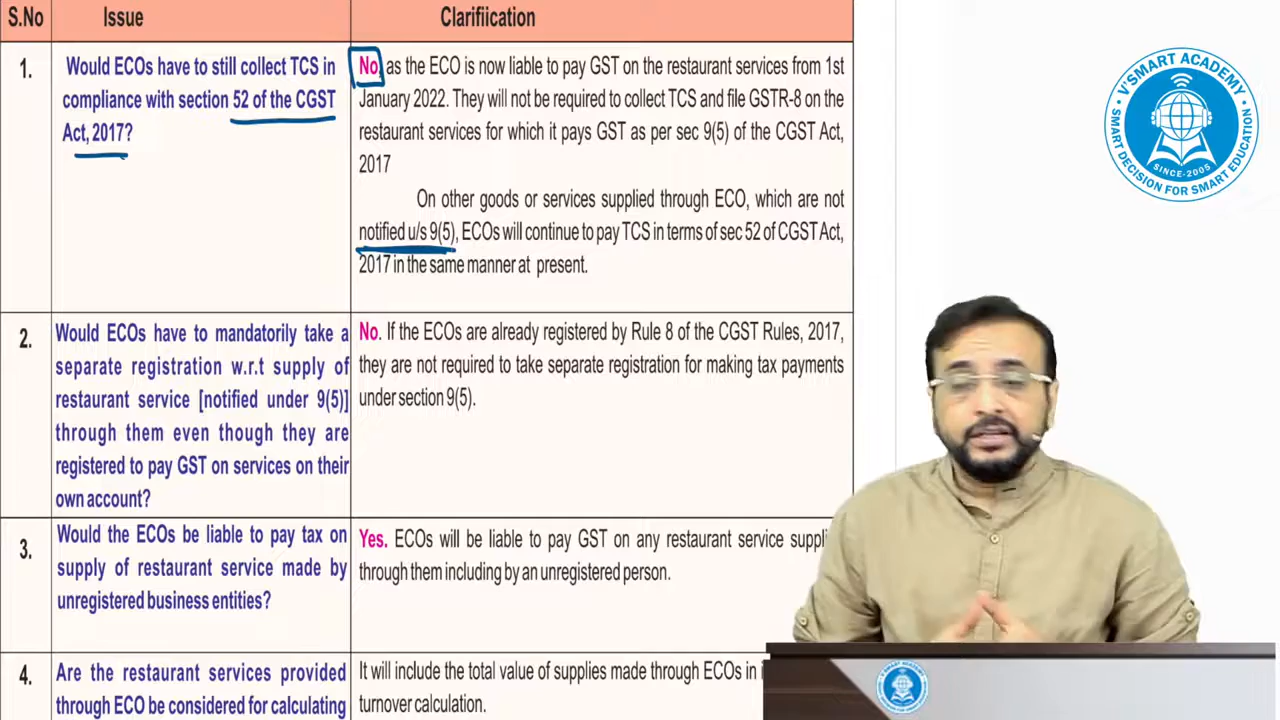 S.No Issue Clarifiication
1. Would ECOs have to still collect TCS in
compliance with section 52 of the CGST
Act, 2017?
No, as the ECO is now liable to pay GST on the restaurant services from 1st
January 2022. They will not be required to collect TCS and file GSTR-8 on the
restaurant services for which it pays GST as per sec 9(5) of the CGST Act,
2017
On other goods or services supplied through ECO, which are not
notified u/s 9(5), ECOs will continue to pay TCS in terms of sec 52 of CGST Act,
2017 in the same manner at present.
2. Would ECOs have to mandatorily take a
separate registration w.r.t supply of
restaurant service [notified under 9(5)]
through them even though they are
registered to pay GST on services on their
own account?
No. If the ECOs are already registered by Rule 8 of the CGST Rules, 2017,
they are not required to take separate registration for making tax payments
under section 9(5).
3. Would the ECOs be liable to pay tax on
supply of restaurant service made by
unregistered business entities?
Yes. ECOs will be liable to pay GST on any restaurant service
through them including by an unregistered person.
4. Are the restaurant services provided
through ECO be considered for calculating
It will include the total value of supplies made through ECOs in
turnover calculation.
V'SMART ACADEMY
SINCE-2005
SMART DECISION FOR SMART EDUCATION